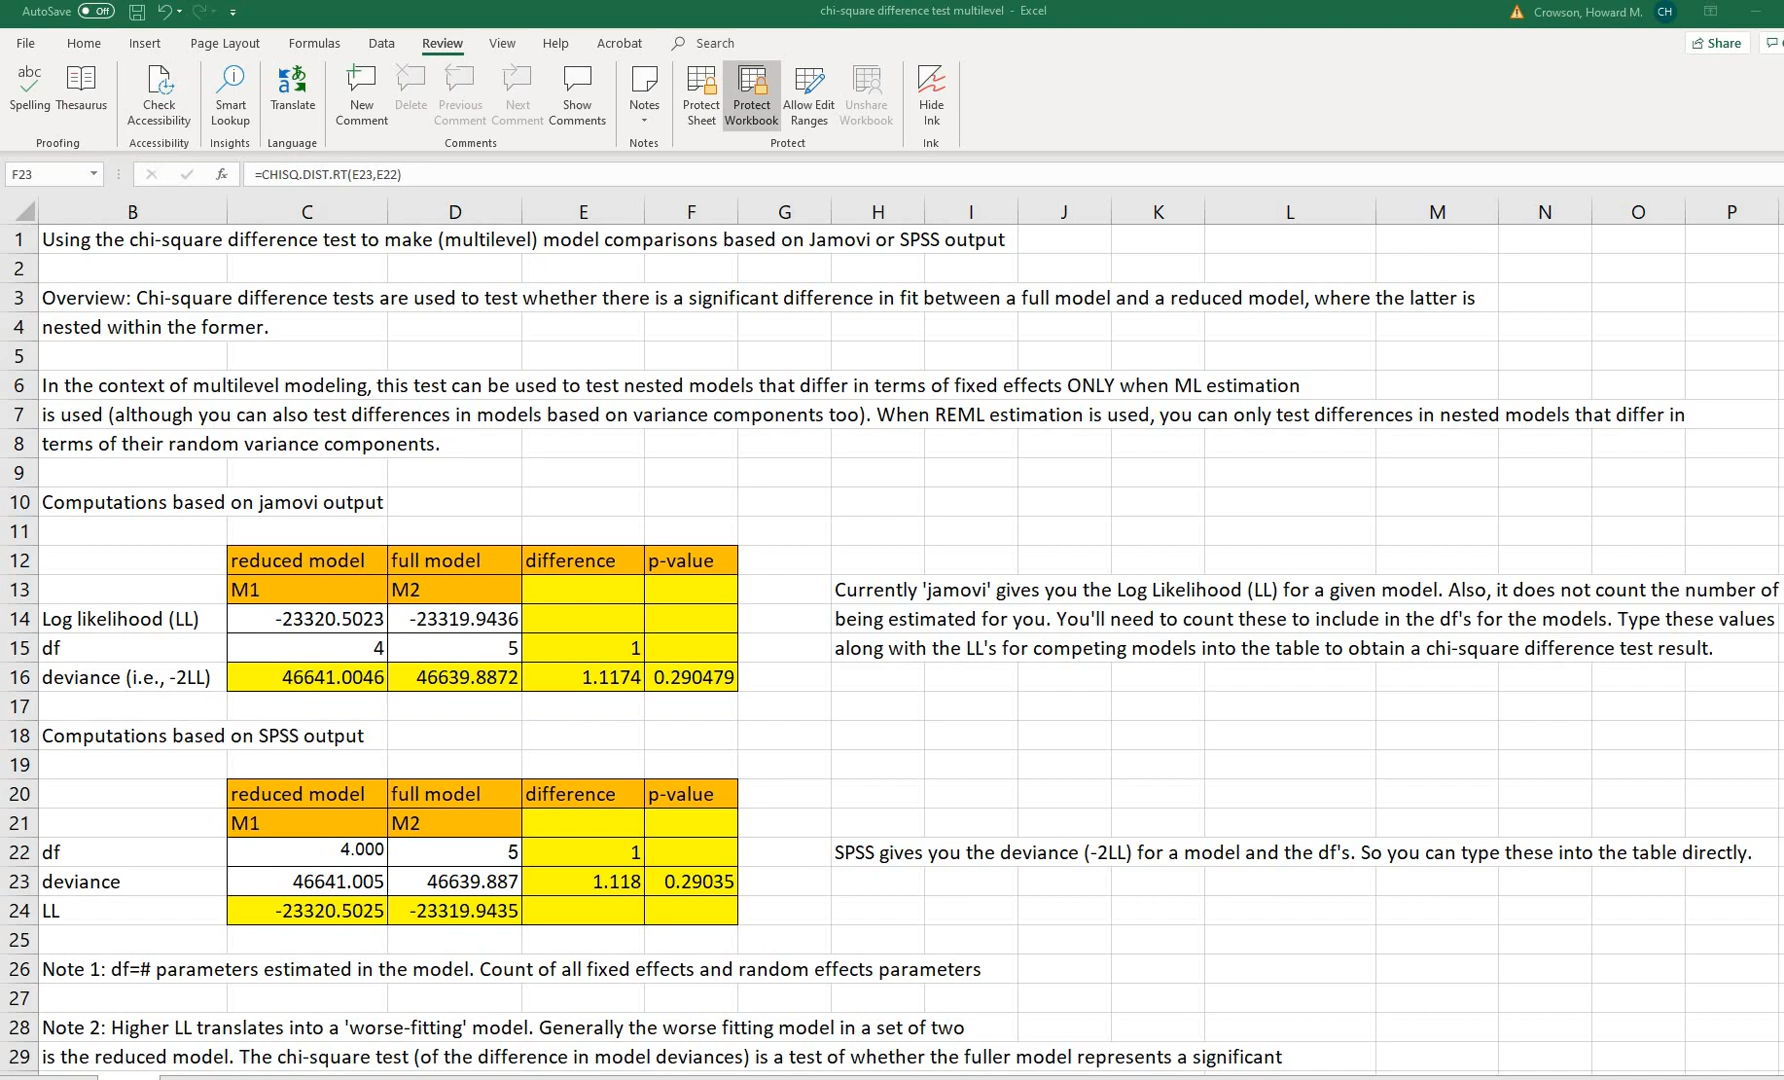 AutoSave Off chi-square difference test multilevel - Excel Crowson, Howard M. CH
File Home Insert Page Layout Formulas Data Review View Help Acrobat Search Share
abc
Spelling Thesaurus Check Accessibility Smart Lookup Translate New Comment Delete Previous Comment Next Comment Show Comments Notes Protect Sheet Protect Workbook Allow Edit Ranges Unshare Workbook Hide Ink
Proofing Accessibility Insights Language Comments Notes Protect Ink
F23 fx =CHISQ.DIST.RT(E23,E22)
B C D E F G H I J K L M N O P
1 Using the chi-square difference test to make (multilevel) model comparisons based on Jamovi or SPSS output
2
3 Overview: Chi-square difference tests are used to test whether there is a significant difference in fit between a full model and a reduced model, where the latter is
4 nested within the former.
5
6 In the context of multilevel modeling, this test can be used to test nested models that differ in terms of fixed effects ONLY when ML estimation
7 is used (although you can also test differences in models based on variance components too). When REML estimation is used, you can only test differences in nested models that differ in
8 terms of their random variance components.
9
10 Computations based on jamovi output
11
12 reduced model full model difference p-value
13 M1 M2 Currently 'jamovi' gives you the Log Likelihood (LL) for a given model. Also, it does not count the number of
14 Log likelihood (LL) -23320.5023 -23319.9436 being estimated for you. You'll need to count these to include in the df's for the models. Type these values
15 df 4 5 1 along with the LL's for competing models into the table to obtain a chi-square difference test result.
16 deviance (i.e., -2LL) 46641.0046 46639.8872 1.1174 0.290479
17
18 Computations based on SPSS output
19
20 reduced model full model difference p-value
21 M1 M2
22 df 4.000 5 1 SPSS gives you the deviance (-2LL) for a model and the df's. So you can type these into the table directly.
23 deviance 46641.005 46639.887 1.118 0.29035
24 LL -23320.5025 -23319.9435
25
26 Note 1: df=# parameters estimated in the model. Count of all fixed effects and random effects parameters
27
28 Note 2: Higher LL translates into a 'worse-fitting' model. Generally the worse fitting model in a set of two
29 is the reduced model. The chi-square test (of the difference in model deviances) is a test of whether the fuller model represents a significant